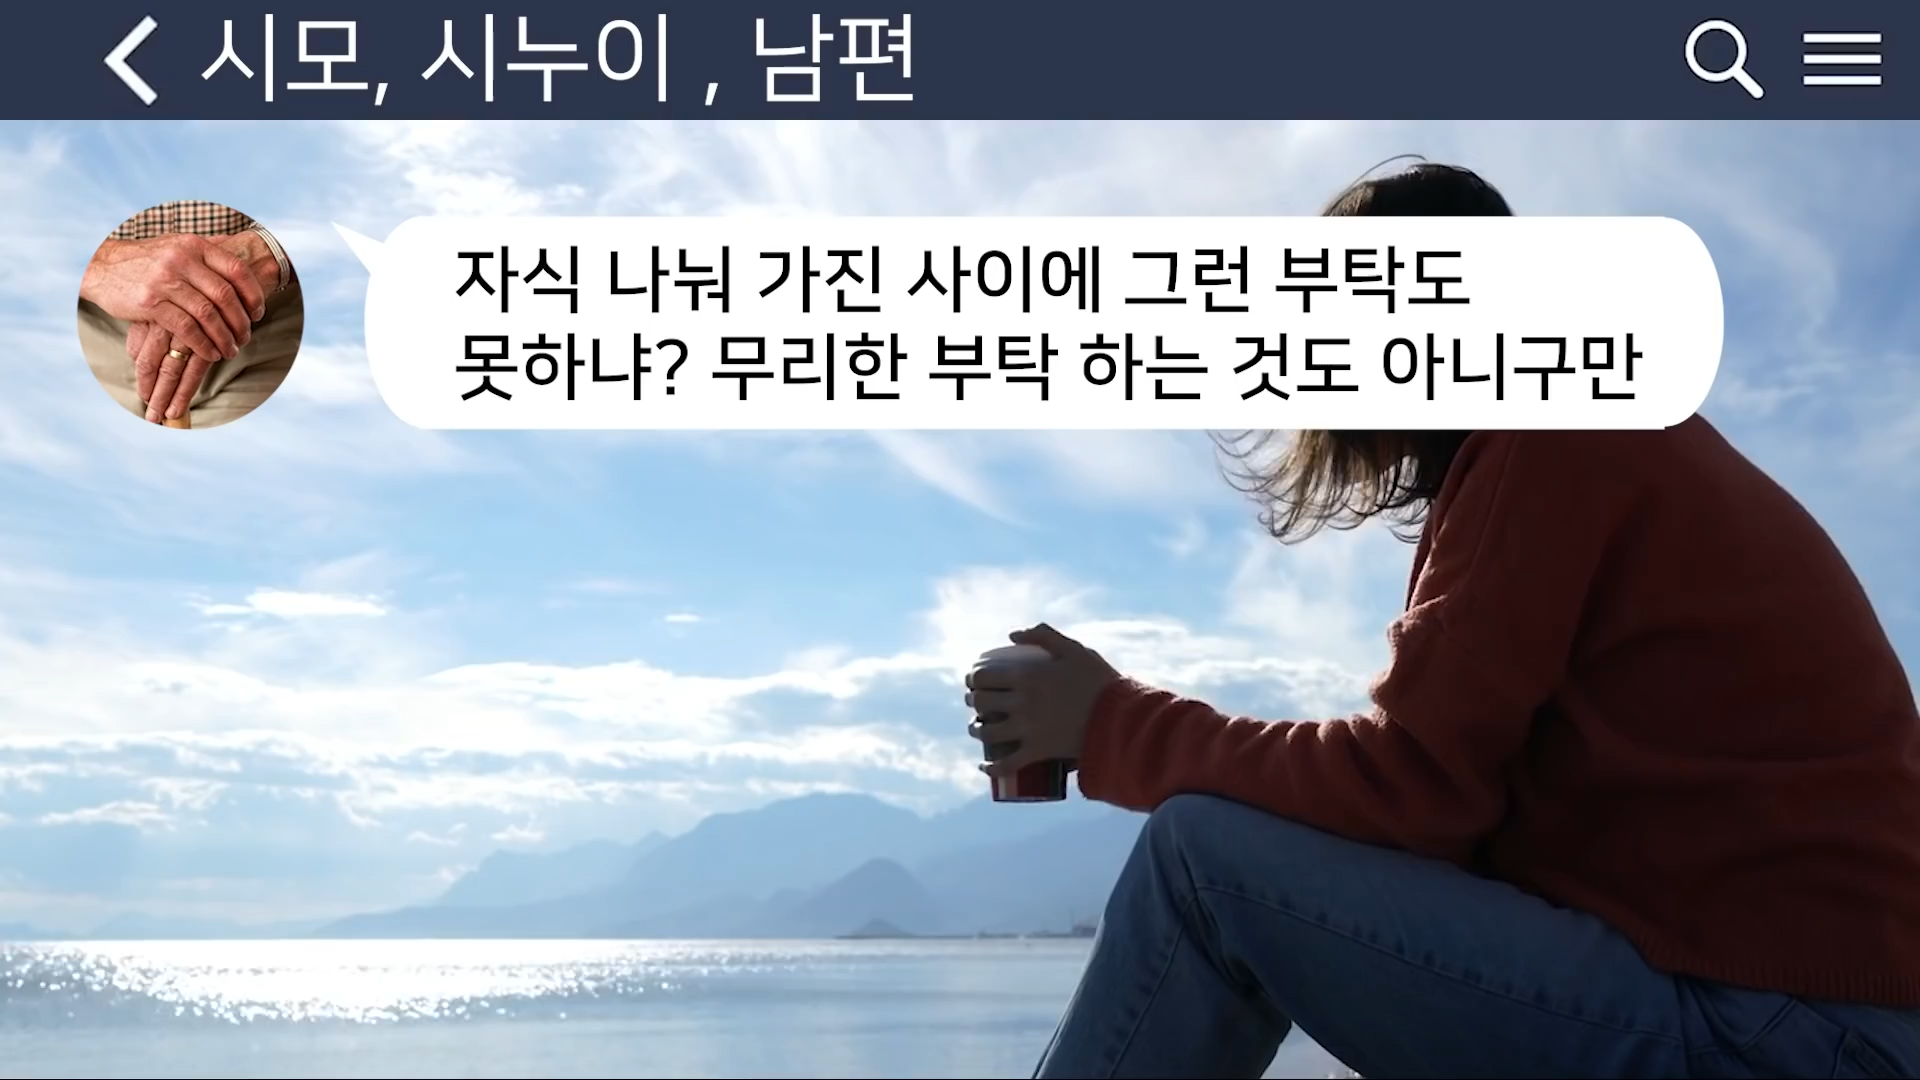 시모, 시누이 , 남편
자식 나눠 가진 사이에 그런 부탁도
못하냐? 무리한 부탁 하는 것도 아니구만